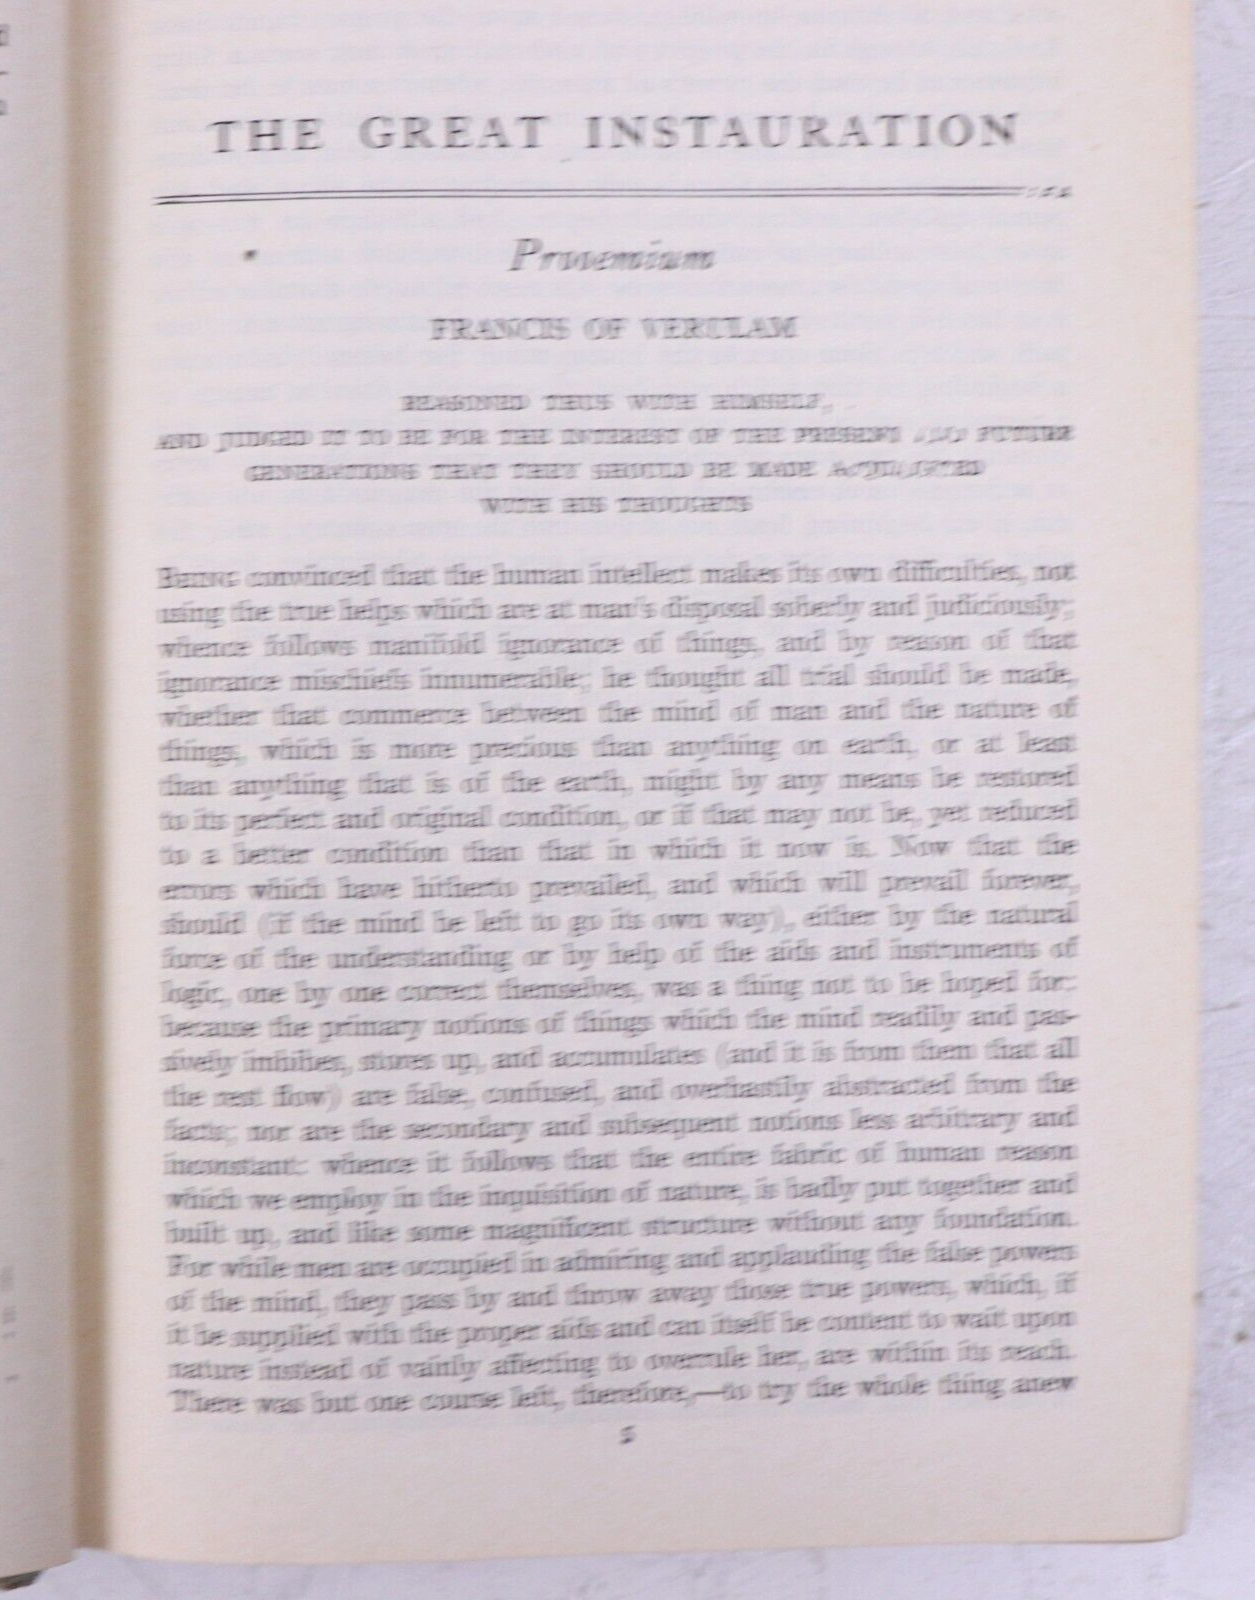 THE GREAT INSTAURATION
Prooemium
FRANCIS OF VERULAM
REASONED THUS WITH HIMSELF,
AND JUDGED IT TO BE FOR THE INTEREST OF THE PRESENT AND FUTURE
GENERATIONS THAT THEY SHOULD BE MADE ACQUAINTED
WITH HIS THOUGHTS
BEING convinced that the human intellect makes its own difficulties, not
using the true helps which are at man's disposal soberly and judiciously;
whence follows manifold ignorance of things, and by reason of that
ignorance mischiefs innumerable; he thought all trial should be made,
whether that commerce between the mind of man and the nature of
things, which is more precious than anything on earth, or at least
than anything that is of the earth, might by any means be restored
to its perfect and original condition, or if that may not be, yet reduced
to a better condition than that in which it now is. Now that the
errors which have hitherto prevailed, and which will prevail forever,
should (if the mind be left to go its own way), either by the natural
force of the understanding or by help of the aids and instruments of
logic, one by one correct themselves, was a thing not to be hoped for:
because the primary notions of things which the mind readily and pas-
sively imbibes, stores up, and accumulates (and it is from them that all
the rest flow) are false, confused, and overhastily abstracted from the
facts; nor are the secondary and subsequent notions less arbitrary and
inconstant: whence it follows that the entire fabric of human reason
which we employ in the inquisition of nature, is badly put together and
built up, and like some magnificent structure without any foundation.
For while men are occupied in admiring and applauding the false powers
of the mind, they pass by and throw away those true powers, which, if
it be supplied with the proper aids and can itself be content to wait upon
nature instead of vainly affecting to overrule her, are within its reach.
There was but one course left, therefore,—to try the whole thing anew
5